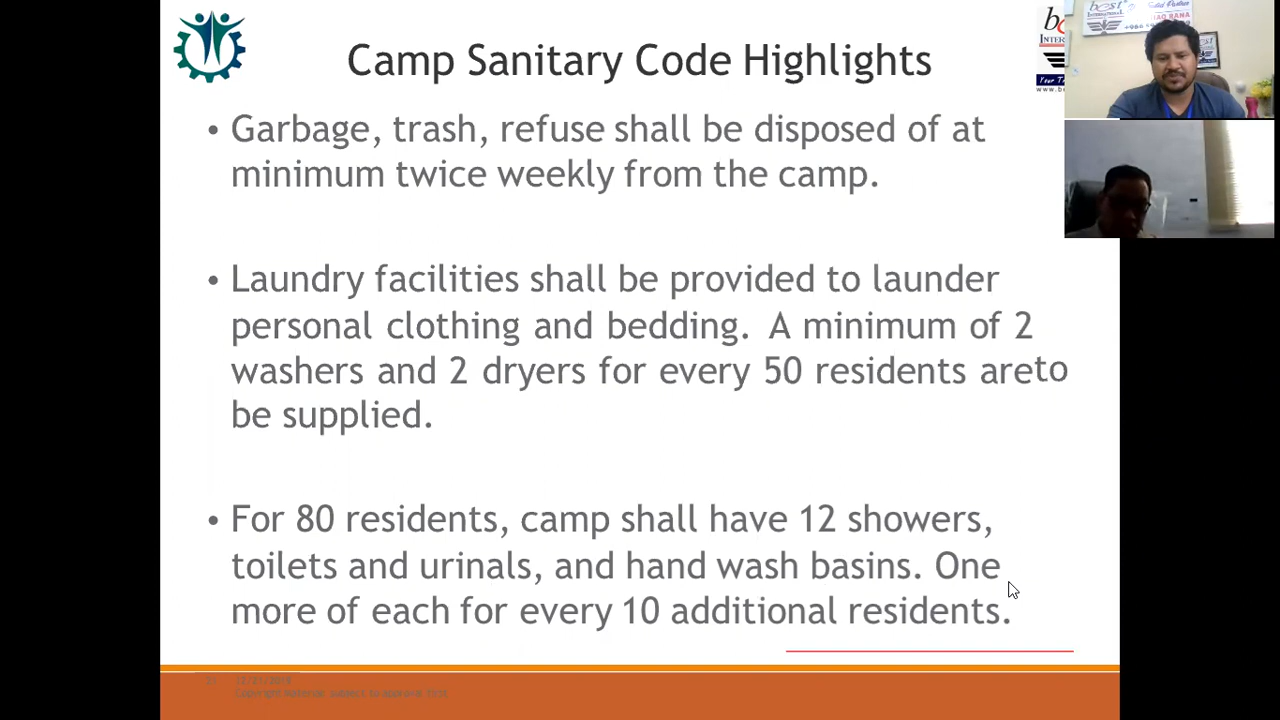 Camp Sanitary Code Highlights
• Garbage, trash, refuse shall be disposed of at
minimum twice weekly from the camp.
• Laundry facilities shall be provided to launder
personal clothing and bedding. A minimum of 2
washers and 2 dryers for every 50 residents areto
be supplied.
• For 80 residents, camp shall have 12 showers,
toilets and urinals, and hand wash basins. One
more of each for every 10 additional residents.
best